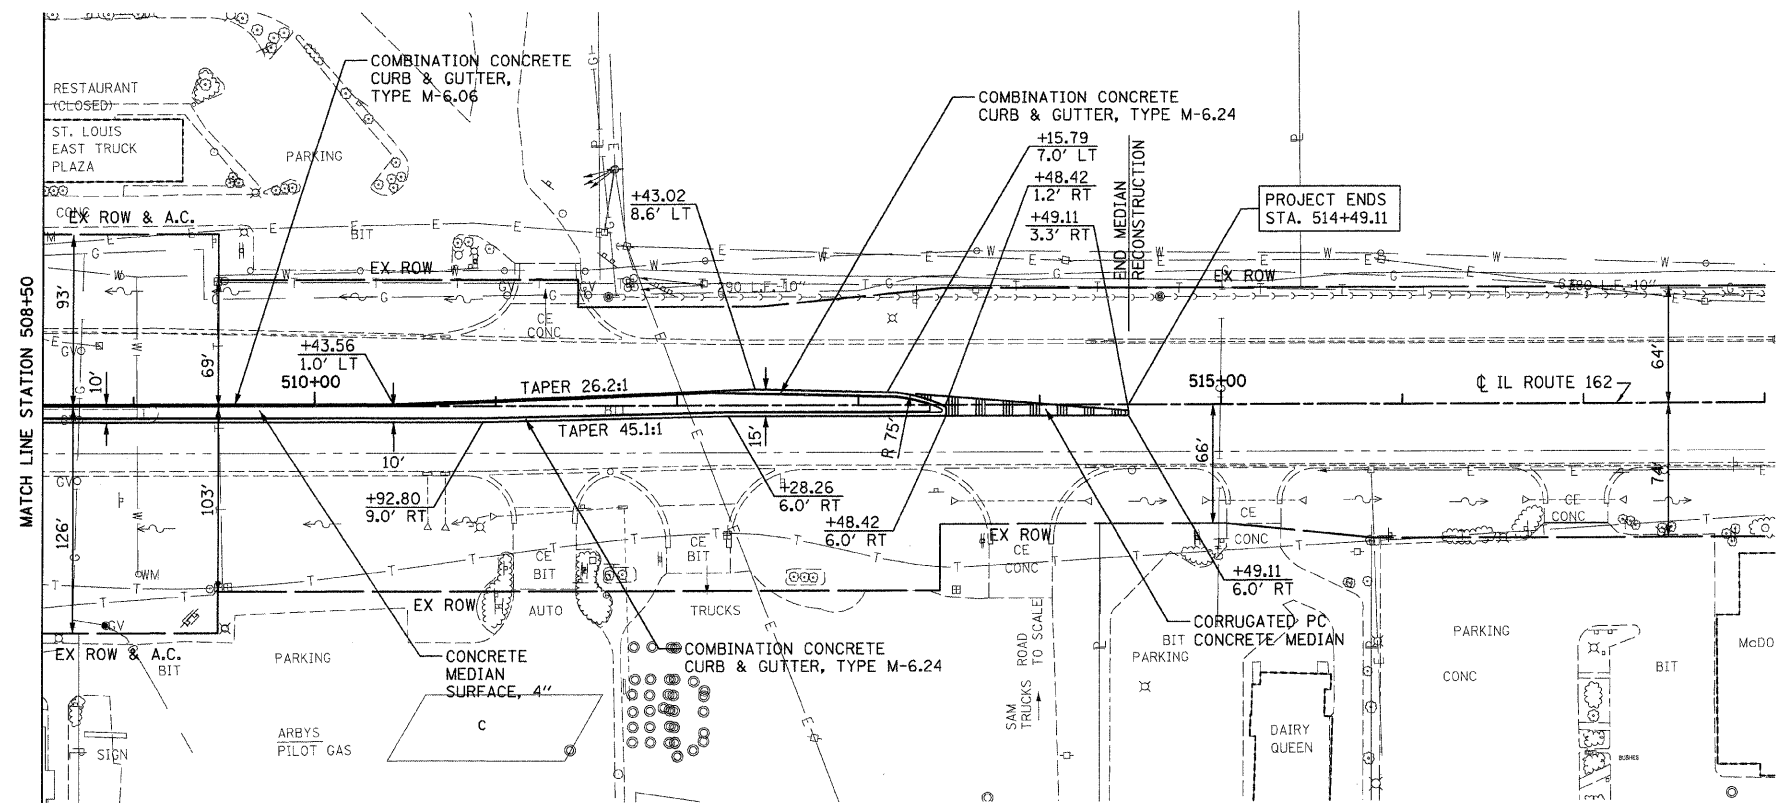 COMBINATION CONCRETE
CURB & GUTTER,
TYPE M-6.06
RESTAURANT
(CLOSED)
ST. LOUIS
EAST TRUCK
PLAZA
PARKING
CONC
EX ROW & A.C.
BIT
EX ROW
COMBINATION CONCRETE
CURB & GUTTER, TYPE M-6.24
+15.79
7.0' LT
+48.42
1.2' RT
+49.11
3.3' RT
END MEDIAN
RECONSTRUCTION
PROJECT ENDS
STA. 514+49.11
+43.02
8.6' LT
EX ROW
MATCH LINE STATION 508+50
93'
69'
10'
CE
CONC
+43.56
1.0' LT
510+00
TAPER 26.2:1
TAPER 45.1:1
BIT
15'
R 75'
515+00
℄ IL ROUTE 162
64'
66'
74'
10'
126'
103'
+92.80
9.0' RT
+28.26
6.0' RT
+48.42
6.0' RT
+49.11
6.0' RT
EX ROW
CE
CONC
CE
CONC
CE
CONC
CE
BIT
CE
BIT
WM
GV
EX ROW
AUTO
TRUCKS
EX ROW & A.C.
BIT
PARKING
CONCRETE
MEDIAN
SURFACE, 4"
COMBINATION CONCRETE
CURB & GUTTER, TYPE M-6.24
CORRUGATED PC
CONCRETE MEDIAN
BIT
PARKING
SAM
TRUCKS ROAD
TO SCALE
PARKING
CONC
BIT
McDO
C
ARBYS
PILOT GAS
SIGN
DAIRY
QUEEN
BUSHES